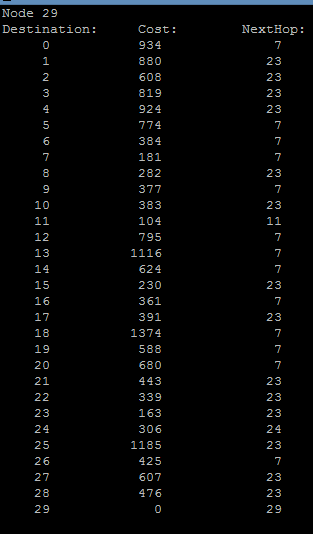 Node 29
Destination: Cost: NextHop:
0 934 7
1 880 23
2 608 23
3 819 23
4 924 23
5 774 7
6 384 7
7 181 7
8 282 23
9 377 7
10 383 23
11 104 11
12 795 7
13 1116 7
14 624 7
15 230 23
16 361 7
17 391 23
18 1374 7
19 588 7
20 680 7
21 443 23
22 339 23
23 163 23
24 306 24
25 1185 23
26 425 7
27 607 23
28 476 23
29 0 29